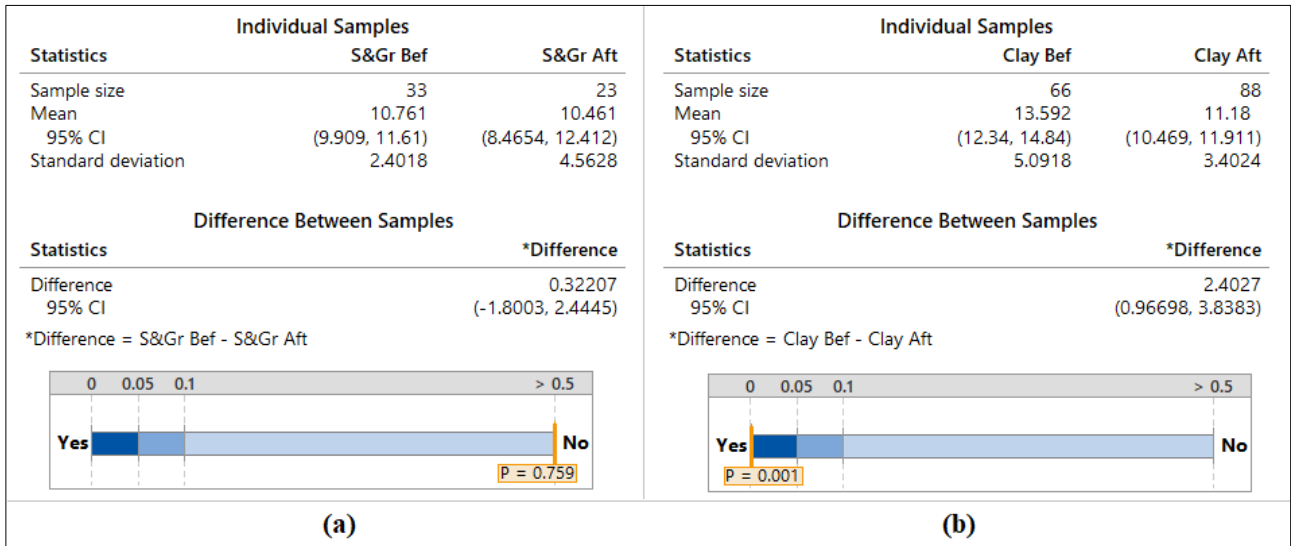 Individual Samples
Statistics S&Gr Bef S&Gr Aft
Sample size 33 23
Mean 10.761 10.461
95% CI (9.909, 11.61) (8.4654, 12.412)
Standard deviation 2.4018 4.5628
Difference Between Samples
Statistics *Difference
Difference 0.32207
95% CI (-1.8003, 2.4445)
*Difference = S&Gr Bef - S&Gr Aft
0 0.05 0.1 > 0.5
Yes No
P = 0.759
(a)
Individual Samples
Statistics Clay Bef Clay Aft
Sample size 66 88
Mean 13.592 11.18
95% CI (12.34, 14.84) (10.469, 11.911)
Standard deviation 5.0918 3.4024
Difference Between Samples
Statistics *Difference
Difference 2.4027
95% CI (0.96698, 3.8383)
*Difference = Clay Bef - Clay Aft
0 0.05 0.1 > 0.5
Yes No
P = 0.001
(b)